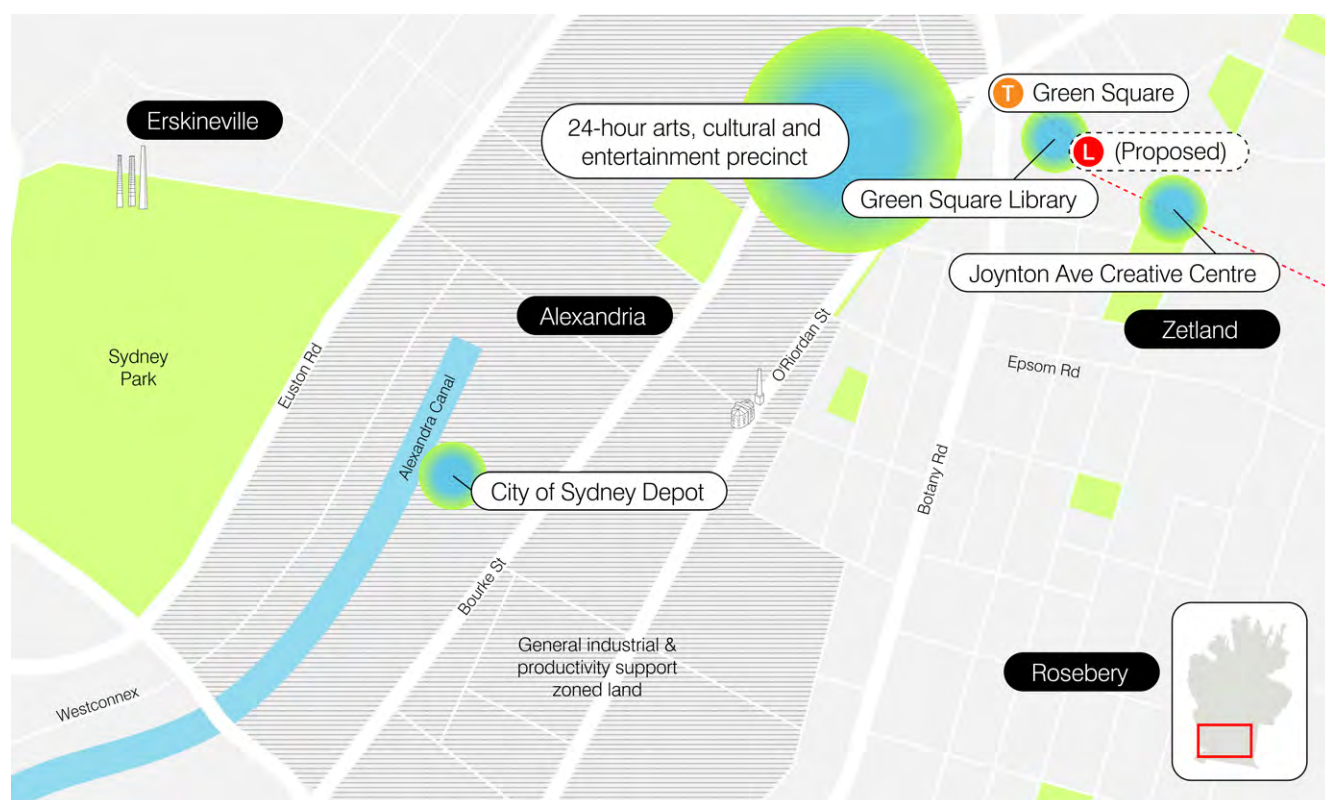 Erskineville
24-hour arts, cultural and
entertainment precinct
T Green Square
L (Proposed)
Green Square Library
Joynton Ave Creative Centre
Zetland
Alexandria
Sydney
Park
Euston Rd
Alexandra Canal
O'Riordan St
Epsom Rd
City of Sydney Depot
Botany Rd
Bourke St
General industrial &
productivity support
zoned land
Rosebery
Westconnex